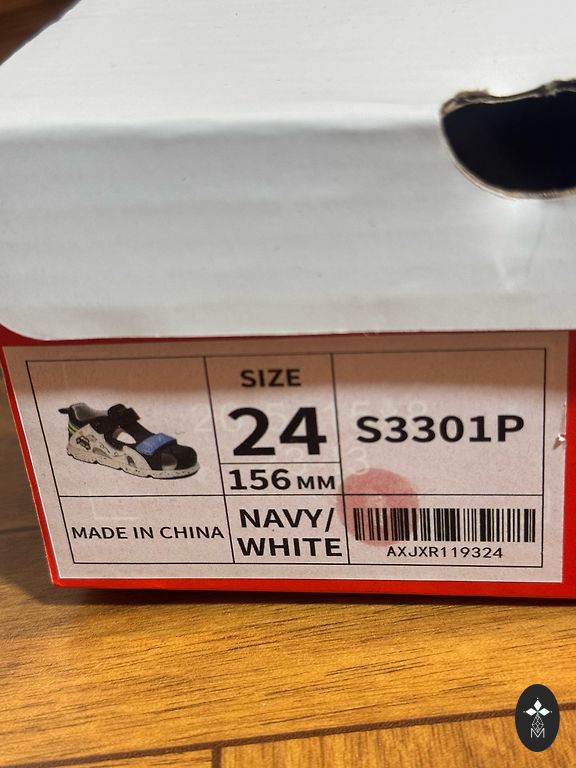 SIZE
24
156 MM
S3301P
MADE IN CHINA
NAVY/
WHITE
AXJXR119324
M